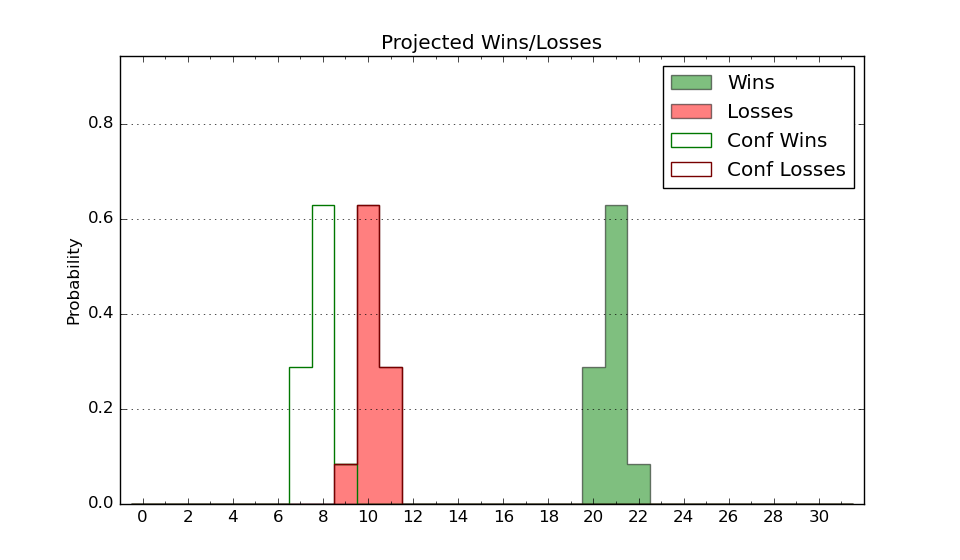 Projected Wins/Losses
Wins
Losses
Conf Wins
Conf Losses
Probability
0.8
0.6
0.4
0.2
0.0
0 2 4 6 8 10 12 14 16 18 20 22 24 26 28 30